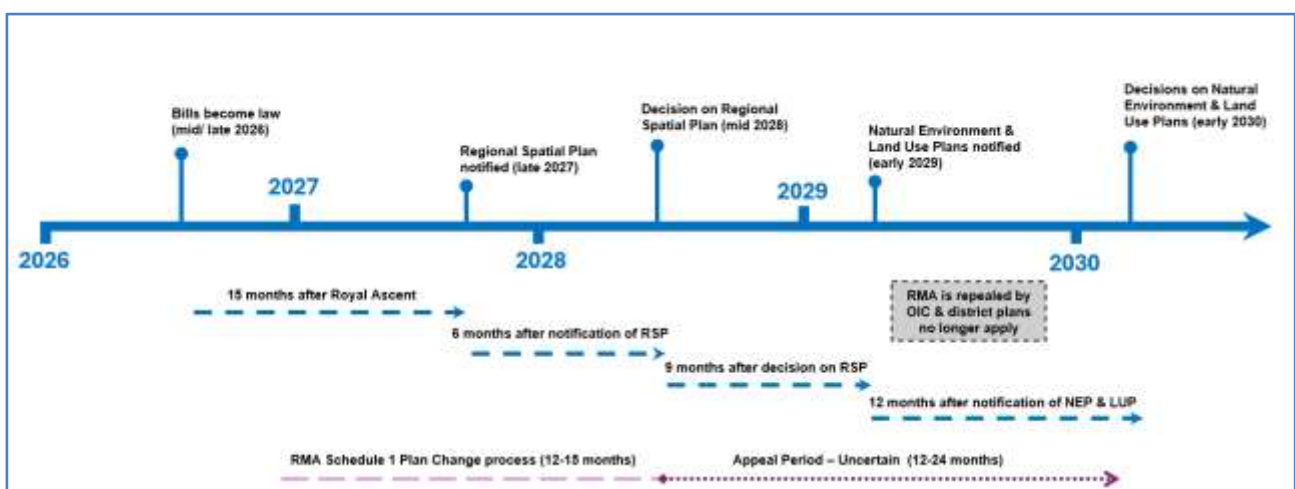 Bills become law
(mid/ late 2026)
Regional Spatial Plan
notified (late 2027)
Decision on Regional
Spatial Plan (mid 2028)
Natural Environment &
Land Use Plans notified
(early 2029)
Decisions on Natural
Environment & Land
Use Plans (early 2030)
2027
2029
2026
2028
2030
15 months after Royal Ascent
6 months after notification of RSP
9 months after decision on RSP
12 months after notification of NEP & LUP
RMA is repealed by
OIC & district plans
no longer apply
RMA Schedule 1 Plan Change process (12-15 months)
Appeal Period – Uncertain (12-24 months)